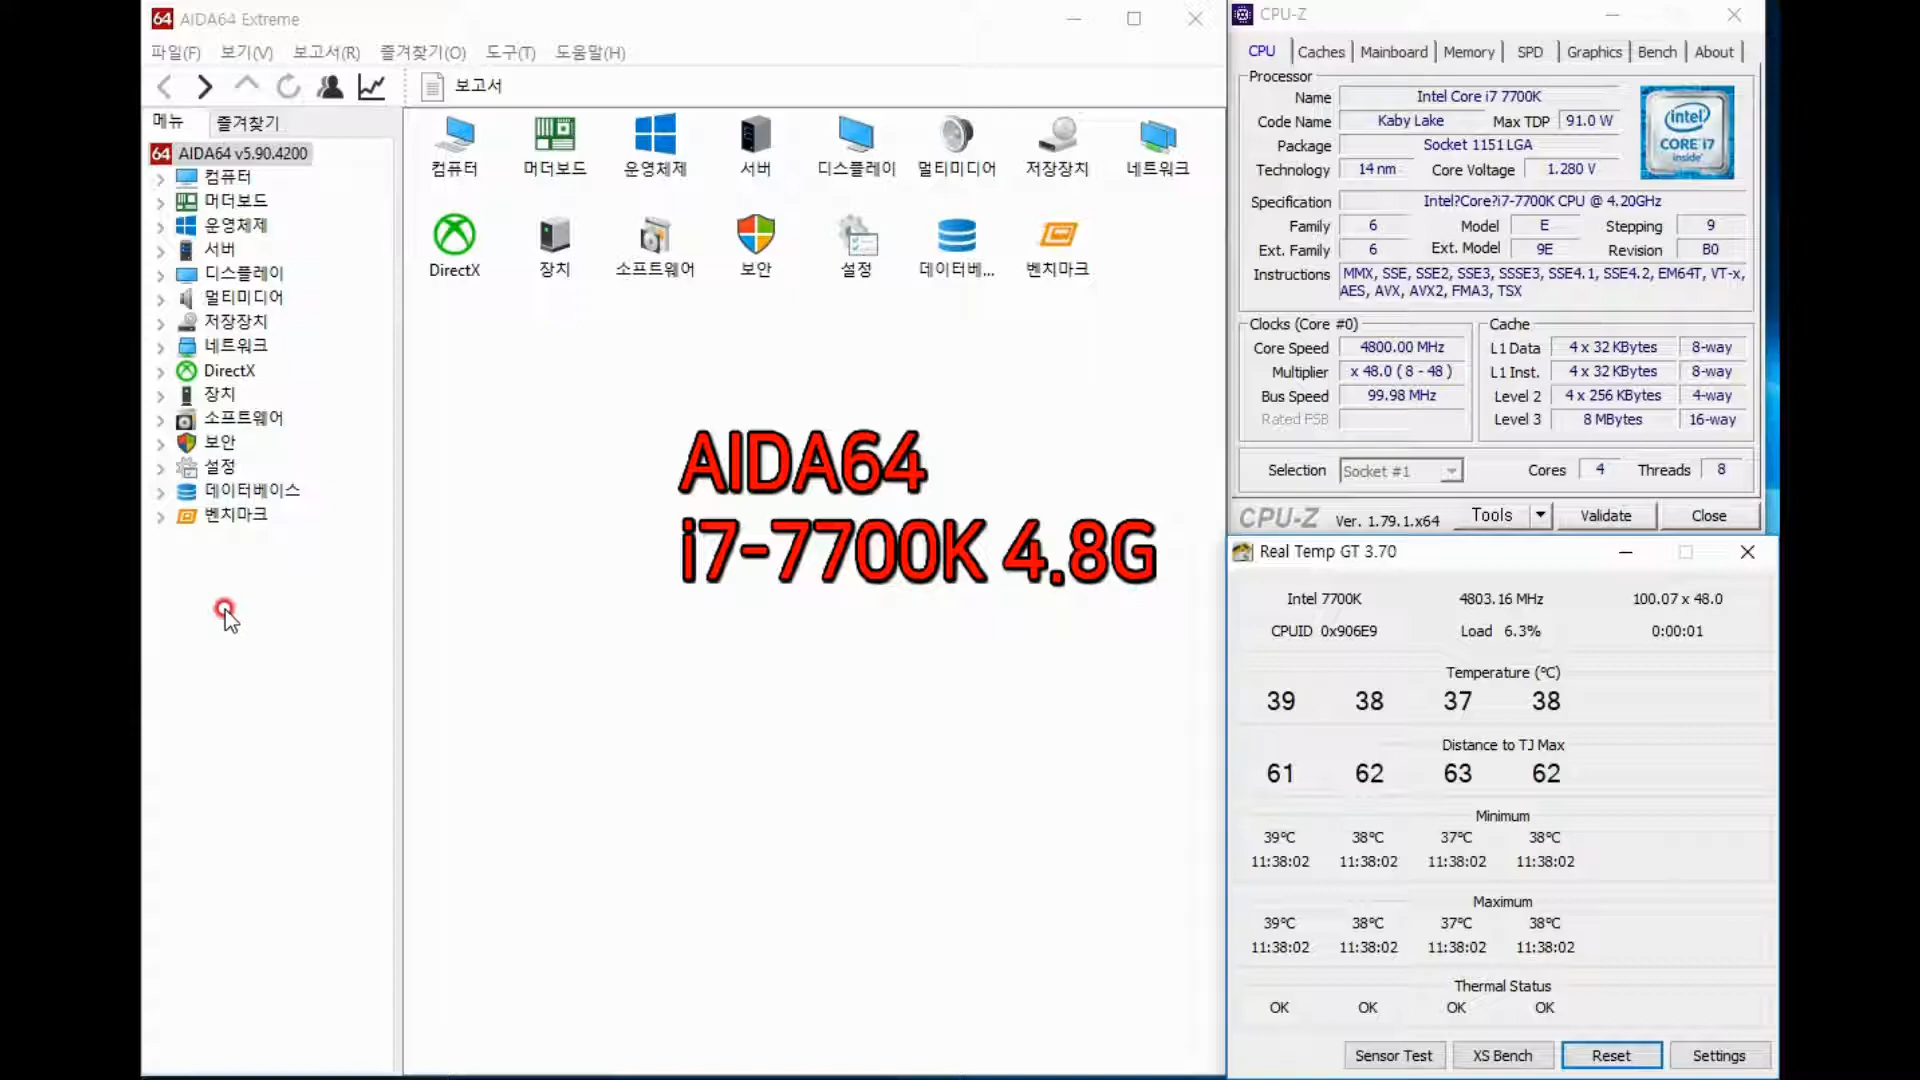 AIDA64 Extreme
파일(F) 보기(V) 보고서(R) 즐겨찾기(O) 도구(T) 도움말(H)
보고서
메뉴 즐겨찾기
AIDA64 v5.90.4200
컴퓨터
머더보드
운영체제
서버
디스플레이
멀티미디어
저장장치
네트워크
DirectX
장치
소프트웨어
보안
설정
데이터베이스
벤치마크
컴퓨터 머더보드 운영체제 서버 디스플레이 멀티미디어 저장장치 네트워크
DirectX 장치 소프트웨어 보안 설정 데이터베... 벤치마크
AIDA64
i7-7700K 4.8G
CPU-Z
CPU Caches Mainboard Memory SPD Graphics Bench About
Processor
Name Intel Core i7 7700K
Code Name Kaby Lake Max TDP 91.0 W
Package Socket 1151 LGA
Technology 14 nm Core Voltage 1.280 V
intel CORE i7 inside
Specification Intel?Core?i7-7700K CPU @ 4.20GHz
Family 6 Model E Stepping 9
Ext. Family 6 Ext. Model 9E Revision B0
Instructions MMX, SSE, SSE2, SSE3, SSSE3, SSE4.1, SSE4.2, EM64T, VT-x,
AES, AVX, AVX2, FMA3, TSX
Clocks (Core #0) Cache
Core Speed 4800.00 MHz L1 Data 4 x 32 KBytes 8-way
Multiplier x 48.0 ( 8 - 48 ) L1 Inst. 4 x 32 KBytes 8-way
Bus Speed 99.98 MHz Level 2 4 x 256 KBytes 4-way
Rated FSB Level 3 8 MBytes 16-way
Selection Socket #1 Cores 4 Threads 8
CPU-Z Ver. 1.79.1.x64 Tools Validate Close
Real Temp GT 3.70
Intel 7700K 4803.16 MHz 100.07 x 48.0
CPUID 0x906E9 Load 6.3% 0:00:01
Temperature (°C)
39 38 37 38
Distance to TJ Max
61 62 63 62
Minimum
39°C 38°C 37°C 38°C
11:38:02 11:38:02 11:38:02 11:38:02
Maximum
39°C 38°C 37°C 38°C
11:38:02 11:38:02 11:38:02 11:38:02
Thermal Status
OK OK OK OK
Sensor Test XS Bench Reset Settings